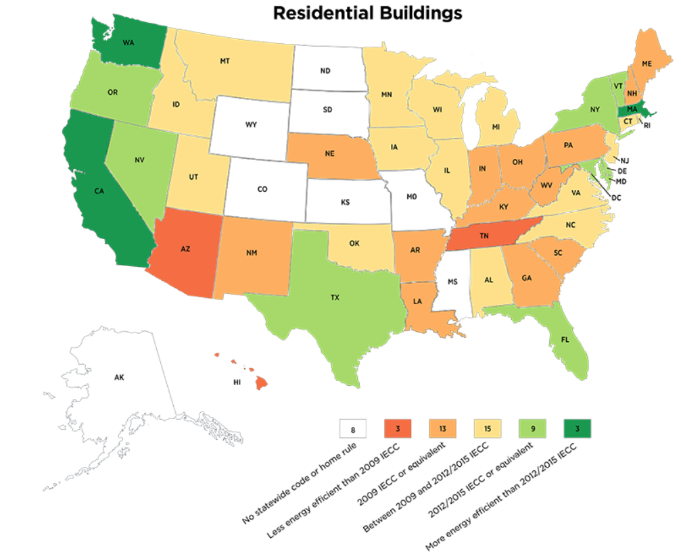 Residential Buildings
WA
MT
ND
ME
OR
ID
MN
VT
NH
SD
WI
NY
MA
WY
MI
CT
RI
NV
NE
IA
PA
UT
IL
IN
OH
NJ
DE
CO
WV
MD
CA
KS
MO
VA
DC
KY
AZ
NM
OK
TN
NC
AR
SC
MS
AL
GA
TX
LA
FL
AK
HI
8
3
13
15
9
3
No statewide code or home rule
Less energy efficient than 2009 IECC
2009 IECC or equivalent
Between 2009 and 2012/2015 IECC
2012/2015 IECC or equivalent
More energy efficient than 2012/2015 IECC